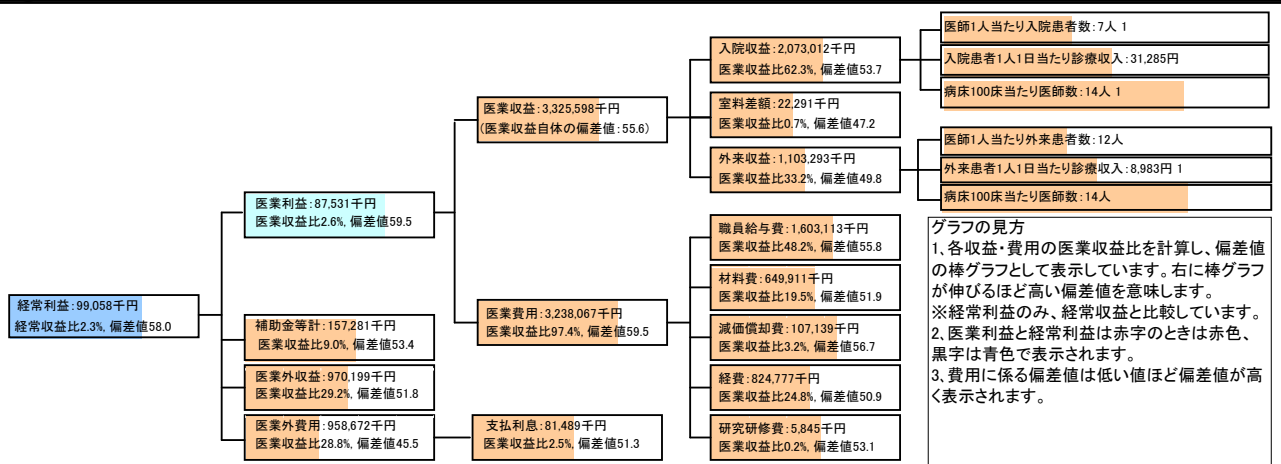 経常利益:99,058千円
経常収益比2.3%, 偏差値58.0
医業利益:87,531千円
医業収益比2.6%, 偏差値59.5
補助金等計:157,281千円
医業収益比9.0%, 偏差値53.4
医業外収益:970,199千円
医業収益比29.2%, 偏差値51.8
医業外費用:958,672千円
医業収益比28.8%, 偏差値45.5
支払利息:81,489千円
医業収益比2.5%, 偏差値51.3
医業収益:3,325,598千円
(医業収益自体の偏差値:55.6)
医業費用:3,238,067千円
医業収益比97.4%, 偏差値59.5
入院収益:2,073,012千円
医業収益比62.3%, 偏差値53.7
室料差額:22,291千円
医業収益比0.7%, 偏差値47.2
外来収益:1,103,293千円
医業収益比33.2%, 偏差値49.8
職員給与費:1,603,113千円
医業収益比48.2%, 偏差値55.8
材料費:649,911千円
医業収益比19.5%, 偏差値51.9
減価償却費:107,139千円
医業収益比3.2%, 偏差値56.7
経費:824,777千円
医業収益比24.8%, 偏差値50.9
研究研修費:5,845千円
医業収益比0.2%, 偏差値53.1
医師1人当たり入院患者数:7人 1
入院患者1人1日当たり診療収入:31,285円
病床100床当たり医師数:14人 1
医師1人当たり外来患者数:12人
外来患者1人1日当たり診療収入:8,983円 1
病床100床当たり医師数:14人
グラフの見方
1、各収益・費用の医業収益比を計算し、偏差値
の棒グラフとして表示しています。右に棒グラフ
が伸びるほど高い偏差値を意味します。
※経常利益のみ、経常収益と比較しています。
2、医業利益と経常利益は赤字のときは赤色、
黒字は青色で表示されます。
3、費用に係る偏差値は低い値ほど偏差値が高
く表示されます。